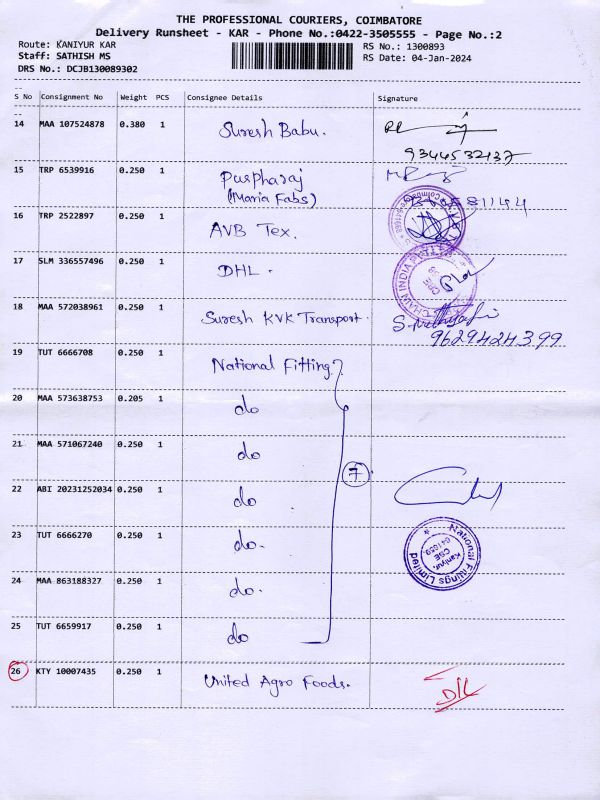 THE PROFESSIONAL COURIERS, COIMBATORE
Delivery Runsheet - KAR - Phone No.:0422-3505555 - Page No.:2
Route: KANIYUR KAR
RS No.: 1300893
Staff: SATHISH MS
RS Date: 04-Jan-2024
DRS No.: DCJB130089302
S No Consignment No Weight PCS Consignee Details Signature
14 MAA 107524878 0.380 1 Suresh Babu.
9344532137
15 TRP 6539916 0.250 1 Puspharaj
(Maria Fabs)
16 TRP 2522897 0.250 1 AVB Tex.
17 SLM 336557496 0.250 1 DHL.
18 MAA 572038961 0.250 1 Suresh KVK Transport.
9629424399
19 TUT 6666708 0.250 1 National Fitting
20 MAA 573638753 0.205 1 do
21 MAA 571067240 0.250 1 do
7
22 ABI 20231252034 0.250 1 do
23 TUT 6666270 0.250 1 do.
National Fittings Limited
Kaniyur,
CBE
641659
24 MAA 863188327 0.250 1 do.
25 TUT 6659917 0.250 1 do
26 KTY 10007435 0.250 1 United Agro Foods.
D/L